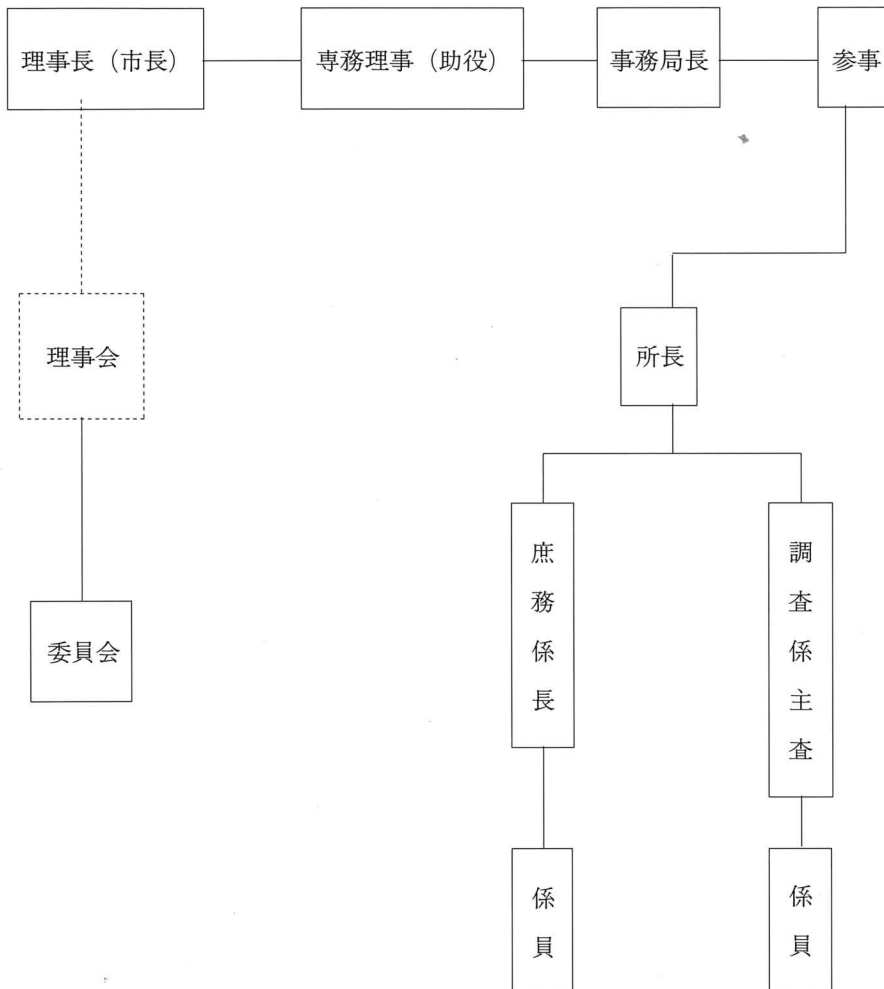 理事長（市長）
専務理事（助役）
事務局長
参事
理事会
所長
委員会
庶務係長
調査係主査
係員
係員